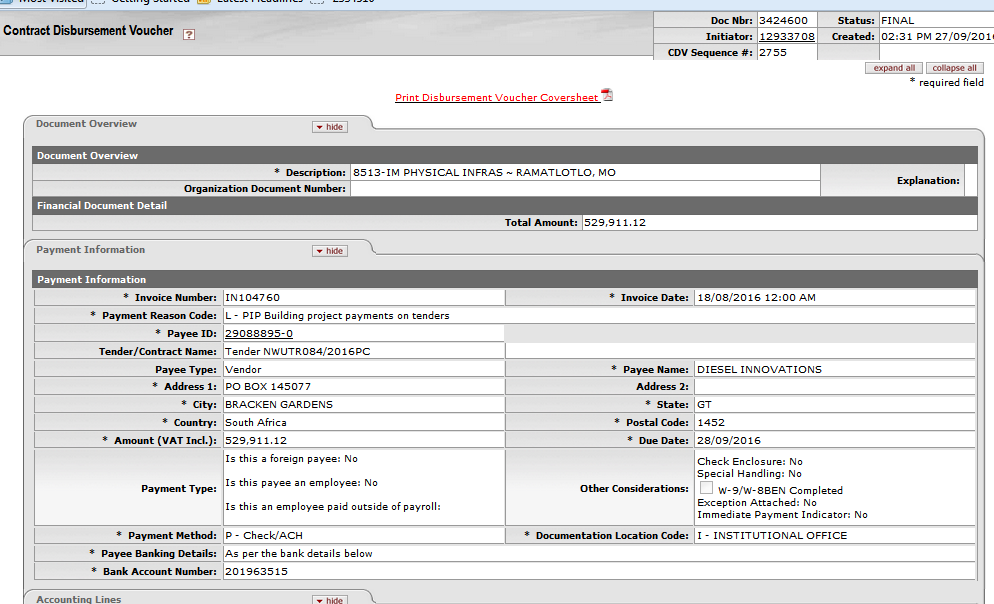 Most Visited Getting Started Latest Headlines 2334510
Contract Disbursement Voucher ?
Doc Nbr: 3424600 Status: FINAL
Initiator: 12933708 Created: 02:31 PM 27/09/201
CDV Sequence #: 2755
expand all collapse all
* required field
Print Disbursement Voucher Coversheet
Document Overview hide
Document Overview
* Description: 8513-IM PHYSICAL INFRAS ~ RAMATLOTLO, MO
Explanation:
Organization Document Number:
Financial Document Detail
Total Amount: 529,911.12
Payment Information hide
Payment Information
* Invoice Number: IN104760 * Invoice Date: 18/08/2016 12:00 AM
* Payment Reason Code: L - PIP Building project payments on tenders
* Payee ID: 29088895-0
Tender/Contract Name: Tender NWUTR084/2016PC
Payee Type: Vendor * Payee Name: DIESEL INNOVATIONS
* Address 1: PO BOX 145077 Address 2:
* City: BRACKEN GARDENS * State: GT
* Country: South Africa * Postal Code: 1452
* Amount (VAT Incl.): 529,911.12 * Due Date: 28/09/2016
Payment Type:
Is this a foreign payee: No
Is this payee an employee: No
Is this an employee paid outside of payroll:
Other Considerations:
Check Enclosure: No
Special Handling: No
W-9/W-8BEN Completed
Exception Attached: No
Immediate Payment Indicator: No
* Payment Method: P - Check/ACH * Documentation Location Code: I - INSTITUTIONAL OFFICE
* Payee Banking Details: As per the bank details below
* Bank Account Number: 201963515
Accounting Lines hide